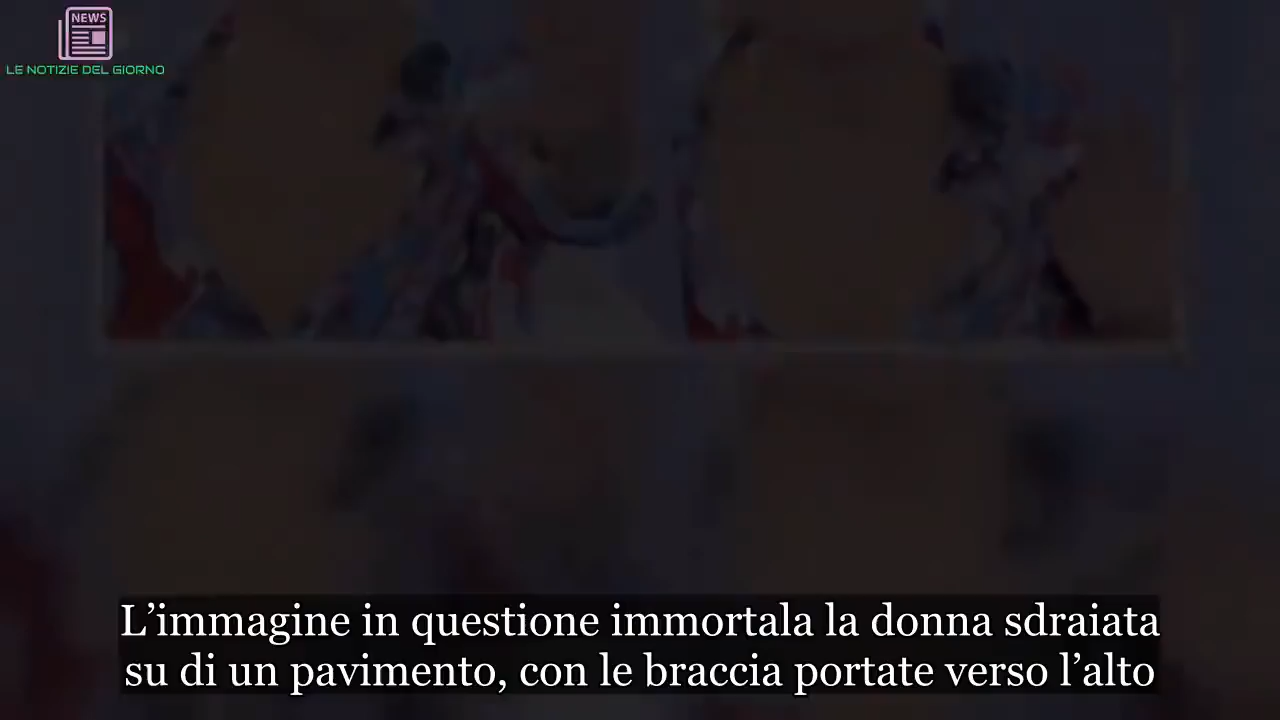 NEWS
LE NOTIZIE DEL GIORNO
L’immagine in questione immortala la donna sdraiata
su di un pavimento, con le braccia portate verso l’alto